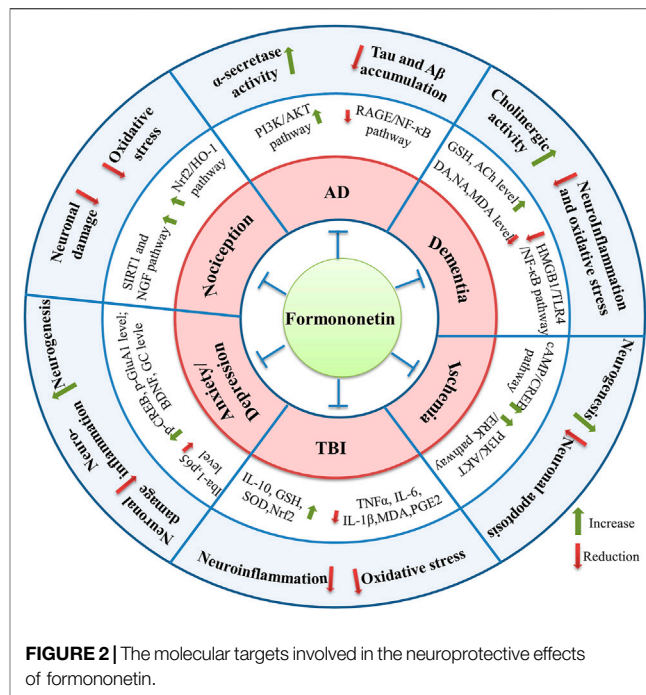 α-secretase
activity
Tau and Aβ
accumulation
PI3K/AKT
pathway
RAGE/NF-κB
pathway
AD
Cholinergic
activity
NeuroInflammation
and oxidative stress
GSH, ACh level
DA,NA,MDA level
HMGB1/TLR4
/NF-κB pathway
Dementia
Neurogenesis
Neuronal apoptosis
cAMP/CREB
pathway
PI3K/AKT
/ERK pathway
Ischemia
TBI
IL-10, GSH,
SOD,Nrf2
TNFα, IL-6,
IL-1β,MDA,PGE2
Neuroinflammation
Oxidative stress
Anxiety/
Depression
p-CREB, p-GluA1 level;
BDNF, GC levle
Iba-1, p65
level
Neurogenesis
Neuro-
inflammation
Neuronal
damage
Nociception
SIRT1 and
NGF pathway
Nrf2/HO-1
pathway
Neuronal
damage
Oxidative
stress
Formononetin
Increase
Reduction
FIGURE 2 | The molecular targets involved in the neuroprotective effects
of formononetin.